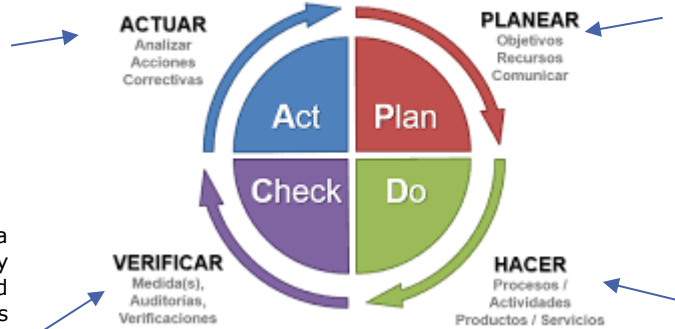 ACTUAR
Analizar
Acciones
Correctivas
PLANEAR
Objetivos
Recursos
Comunicar
Act
Plan
Check
Do
a
y
d
s
VERIFICAR
Medida(s),
Auditorías,
Verificaciones
HACER
Procesos /
Actividades
Productos / Servicios